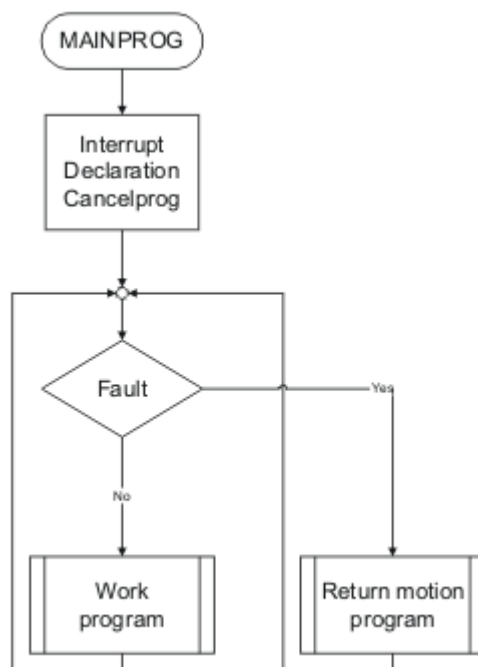 MAINPROG
Interrupt
Declaration
Cancelprog
Fault
Yes
No
Work
program
Return motion
program